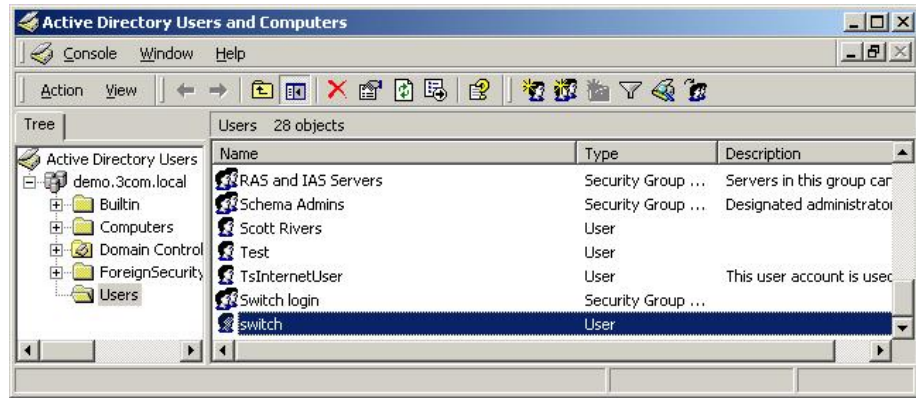 Active Directory Users and Computers
Console Window Help
Action View
Tree
Users 28 objects
Active Directory Users
demo.3com.local
Builtin
Computers
Domain Control
ForeignSecurity
Users
Name Type Description
RAS and IAS Servers Security Group ... Servers in this group can
Schema Admins Security Group ... Designated administrator
Scott Rivers User
Test User
TsInternetUser User This user account is used
Switch login Security Group ...
switch User